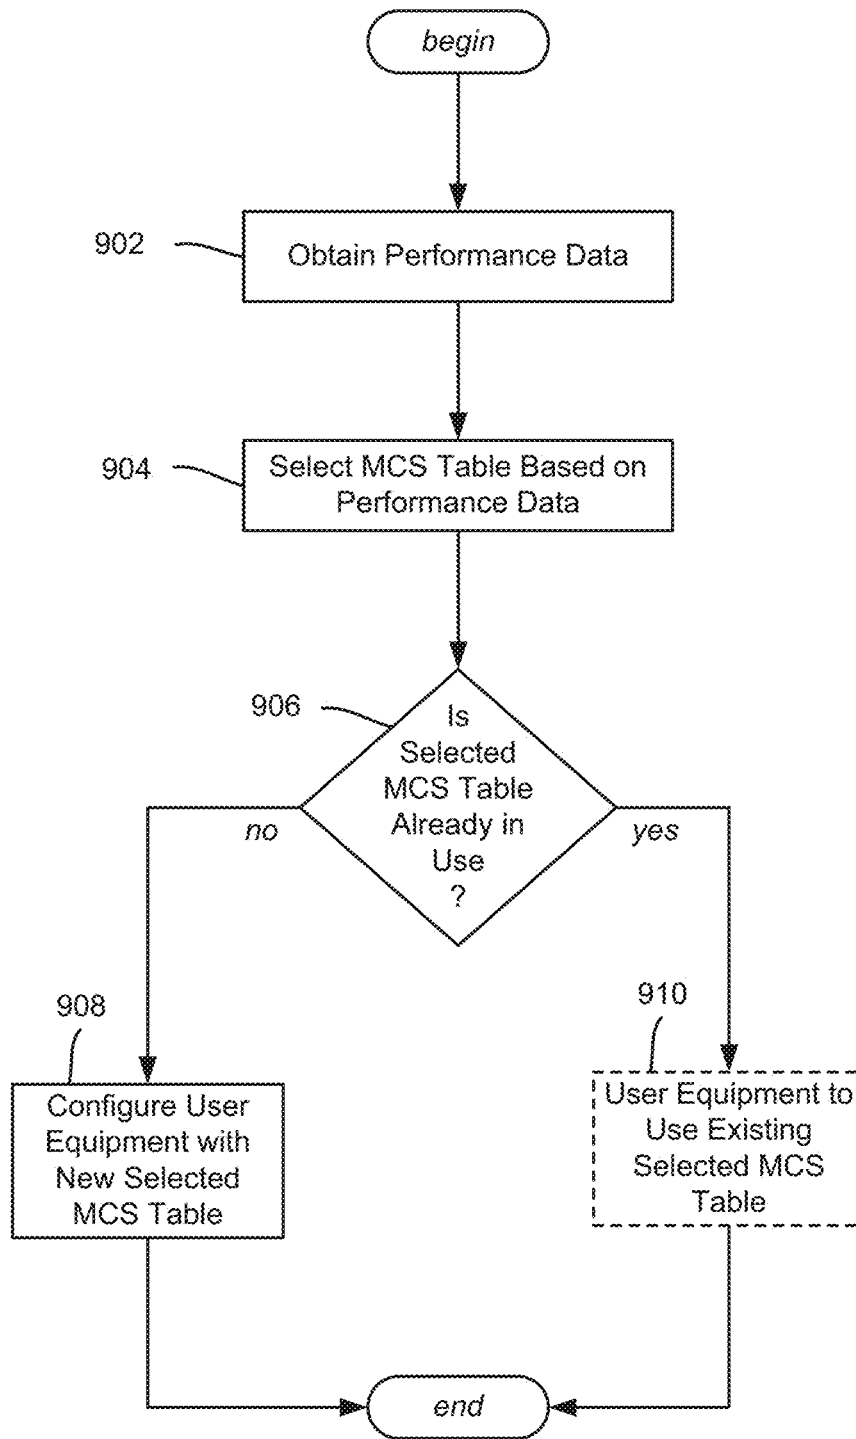 begin
902
Obtain Performance Data
904
Select MCS Table Based on
Performance Data
906
Is
Selected
MCS Table
Already in
Use
?
no
yes
908
Configure User
Equipment with
New Selected
MCS Table
910
User Equipment to
Use Existing
Selected MCS
Table
end